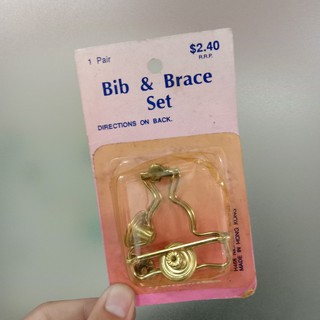 1 Pair
$2.40
R.R.P.
Bib & Brace
Set
DIRECTIONS ON BACK.
MADE IN HONG KONG